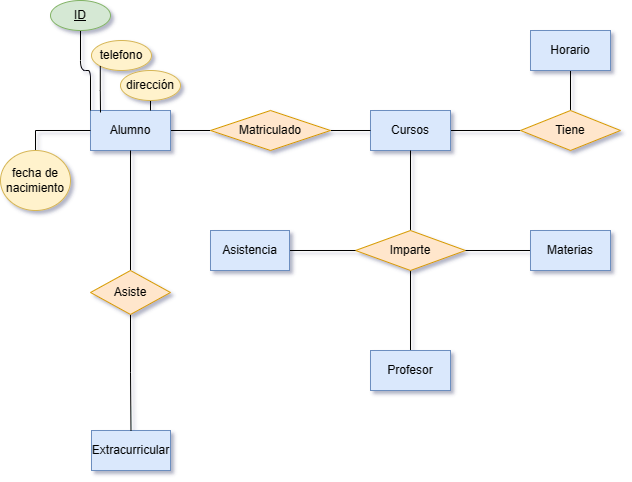 ID
telefono
dirección
Horario
Alumno
Matriculado
Cursos
Tiene
fecha de
nacimiento
Asistencia
Imparte
Materias
Asiste
Profesor
Extracurricular